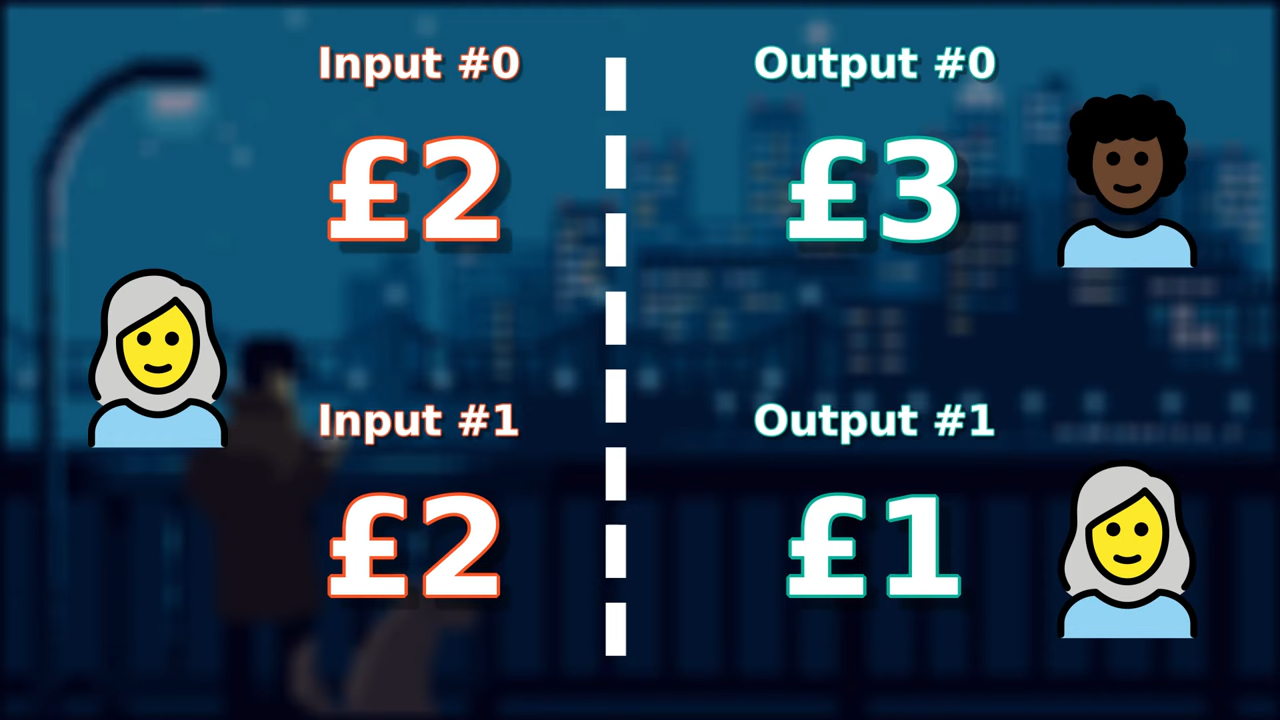 Input #0
£2
Input #1
£2
Output #0
£3
Output #1
£1